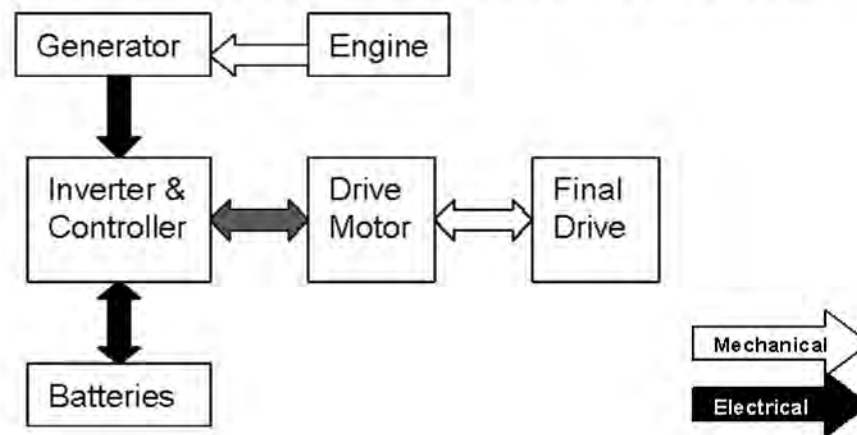 Generator
Engine
Inverter &
Controller
Drive
Motor
Final
Drive
Batteries
Mechanical
Electrical